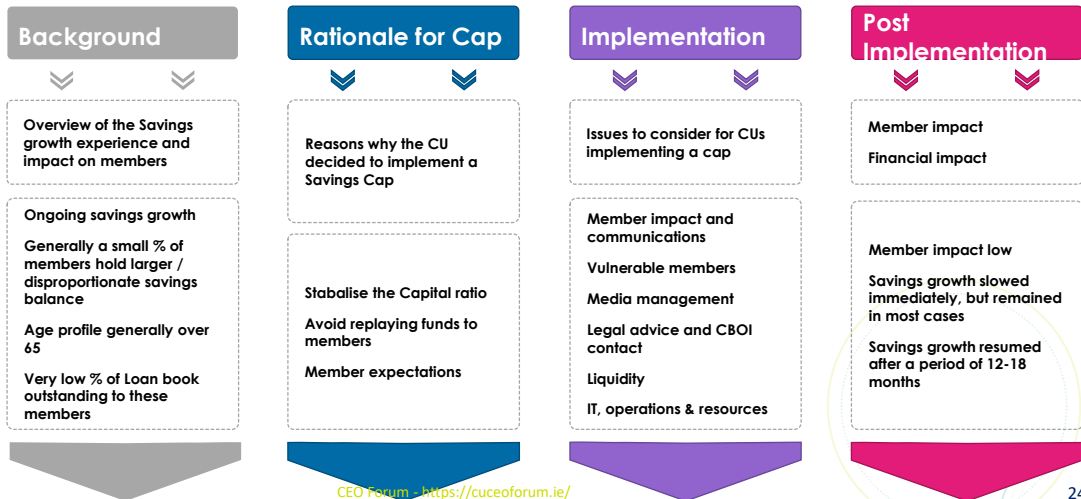 Background
Overview of the Savings
growth experience and
impact on members
Ongoing savings growth
Generally a small % of
members hold larger /
disproportionate savings
balance
Age profile generally over
65
Very low % of Loan book
outstanding to these
members
Rationale for Cap
Reasons why the CU
decided to implement a
Savings Cap
Stabalise the Capital ratio
Avoid replaying funds to
members
Member expectations
Implementation
Issues to consider for CUs
implementing a cap
Member impact and
communications
Vulnerable members
Media management
Legal advice and CBOI
contact
Liquidity
IT, operations & resources
Post
Implementation
Member impact
Financial impact
Member impact low
Savings growth slowed
immediately, but remained
in most cases
Savings growth resumed
after a period of 12-18
months
CEO Forum - https://cuceoforum.ie/
24